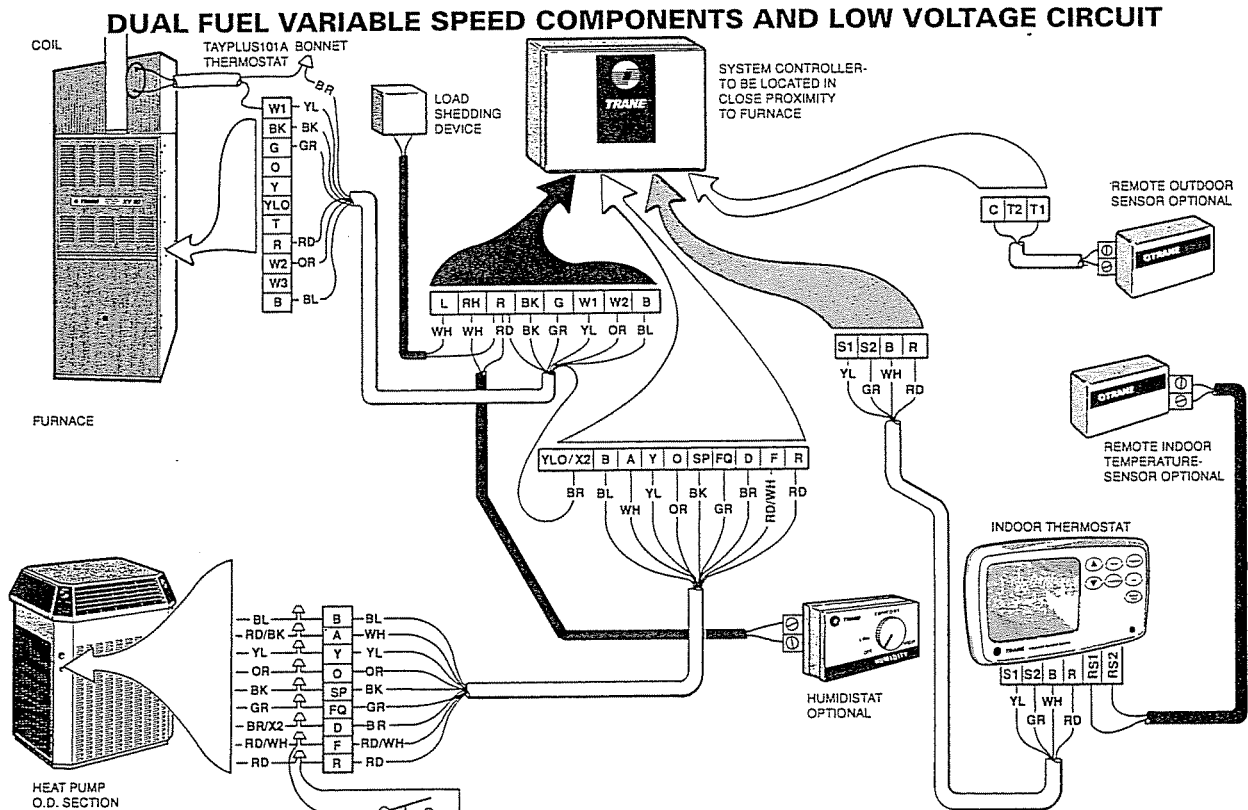 DUAL FUEL VARIABLE SPEED COMPONENTS AND LOW VOLTAGE CIRCUIT
COIL
TAYPLUS101A BONNET
THERMOSTAT
BR
W1 YL
BK BK
G GR
O
Y
YLO
T
R RD
W2 OR
W3
B BL
TRANE
FURNACE
LOAD
SHEDDING
DEVICE
TRANE
SYSTEM CONTROLLER-
TO BE LOCATED IN
CLOSE PROXIMITY
TO FURNACE
L RH R BK G W1 W2 B
WH WH RD BK GR YL OR BL
C T2 T1
REMOTE OUTDOOR
SENSOR OPTIONAL
TRANE
S1 S2 B R
YL GR WH RD
TRANE
REMOTE INDOOR
TEMPERATURE-
SENSOR OPTIONAL
YLO/X2 B A Y O SP FQ D F R
BR BL WH YL OR BK GR BR RD/WH RD
INDOOR THERMOSTAT
TRANE
S1 S2 B R RS1 RS2
YL GR WH RD
HUMIDITY
HUMIDISTAT
OPTIONAL
BL B BL
RD/BK A WH
YL Y YL
OR O OR
BK SP BK
GR FQ GR
BR/X2 D BR
RD/WH F RD/WH
RD R RD
HEAT PUMP
O.D. SECTION